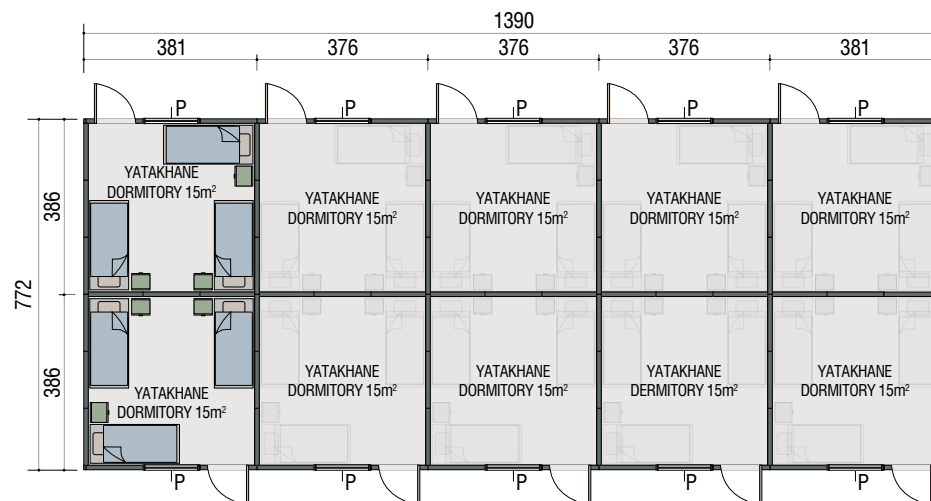 1390
381 376 376 376 381
P P P P P
386
386
772
YATAKHANE
DORMITORY 15m²
YATAKHANE
DORMITORY 15m²
YATAKHANE
DORMITORY 15m²
YATAKHANE
DORMITORY 15m²
YATAKHANE
DORMITORY 15m²
YATAKHANE
DORMITORY 15m²
YATAKHANE
DORMITORY 15m²
YATAKHANE
DORMITORY 15m²
YATAKHANE
DERMITORY 15m²
YATAKHANE
DORMITORY 15m²
P P P P P